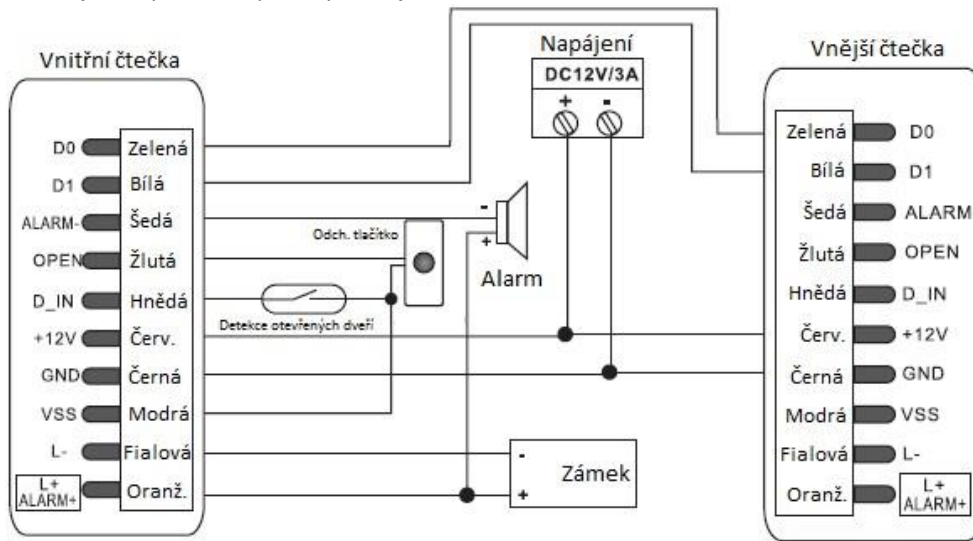 Napájení
DC12V/3A
+ -
Vnitřní čtečka
D0 Zelená
D1 Bílá
ALARM- Šedá
OPEN Žlutá
D_IN Hnědá
+12V Červ.
GND Černá
VSS Modrá
L- Fialová
L+
ALARM+
Oranž.
Odch. tlačítko
Detekce otevřených dveří
-
+
Alarm
-
+
Zámek
Vnější čtečka
Zelená D0
Bílá D1
Šedá ALARM
Žlutá OPEN
Hnědá D_IN
Červ. +12V
Černá GND
Modrá VSS
Fialová L-
Oranž.
L+
ALARM+